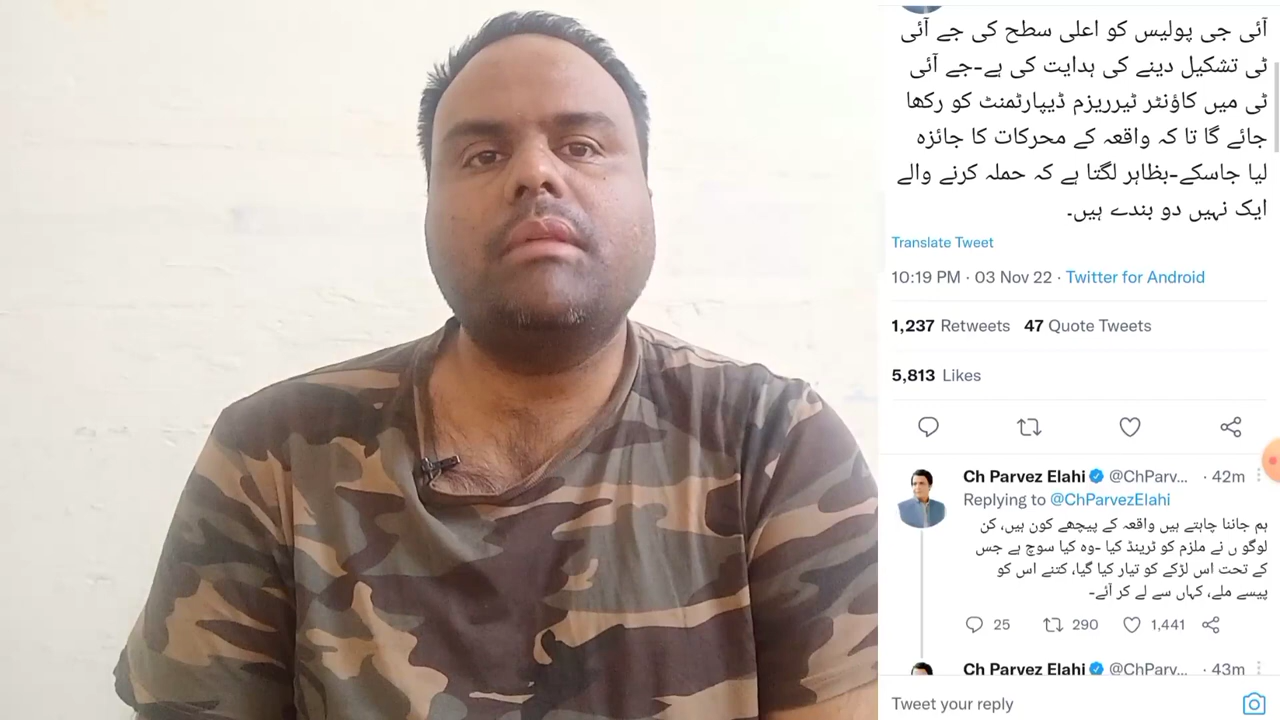 آئی جی پولیس کو اعلی سطح کی جے آئی
ٹی تشکیل دینے کی ہدایت کی ہے-جے آئی
ٹی میں کاؤنٹر ٹیرریزم ڈیپارٹمنٹ کو رکھا
جائے گا تا کہ واقعہ کے محرکات کا جائزہ
لیا جاسکے-بظاہر لگتا ہے کہ حملہ کرنے والے
ایک نہیں دو بندے ہیں۔
Translate Tweet
10:19 PM · 03 Nov 22 · Twitter for Android
1,237 Retweets 47 Quote Tweets
5,813 Likes
Ch Parvez Elahi @ChParv... · 42m
Replying to @ChParvezElahi
ہم جاننا چاہتے ہیں واقعہ کے پیچھے کون ہیں، کن
لوگو ں نے ملزم کو ٹرینڈ کیا -وہ کیا سوچ ہے جس
کے تحت اس لڑکے کو تیار کیا گیا، کتنے اس کو
پیسے ملے، کہاں سے لے کر آئے-
25 290 1,441
Ch Parvez Elahi @ChParv... · 43m
Tweet your reply